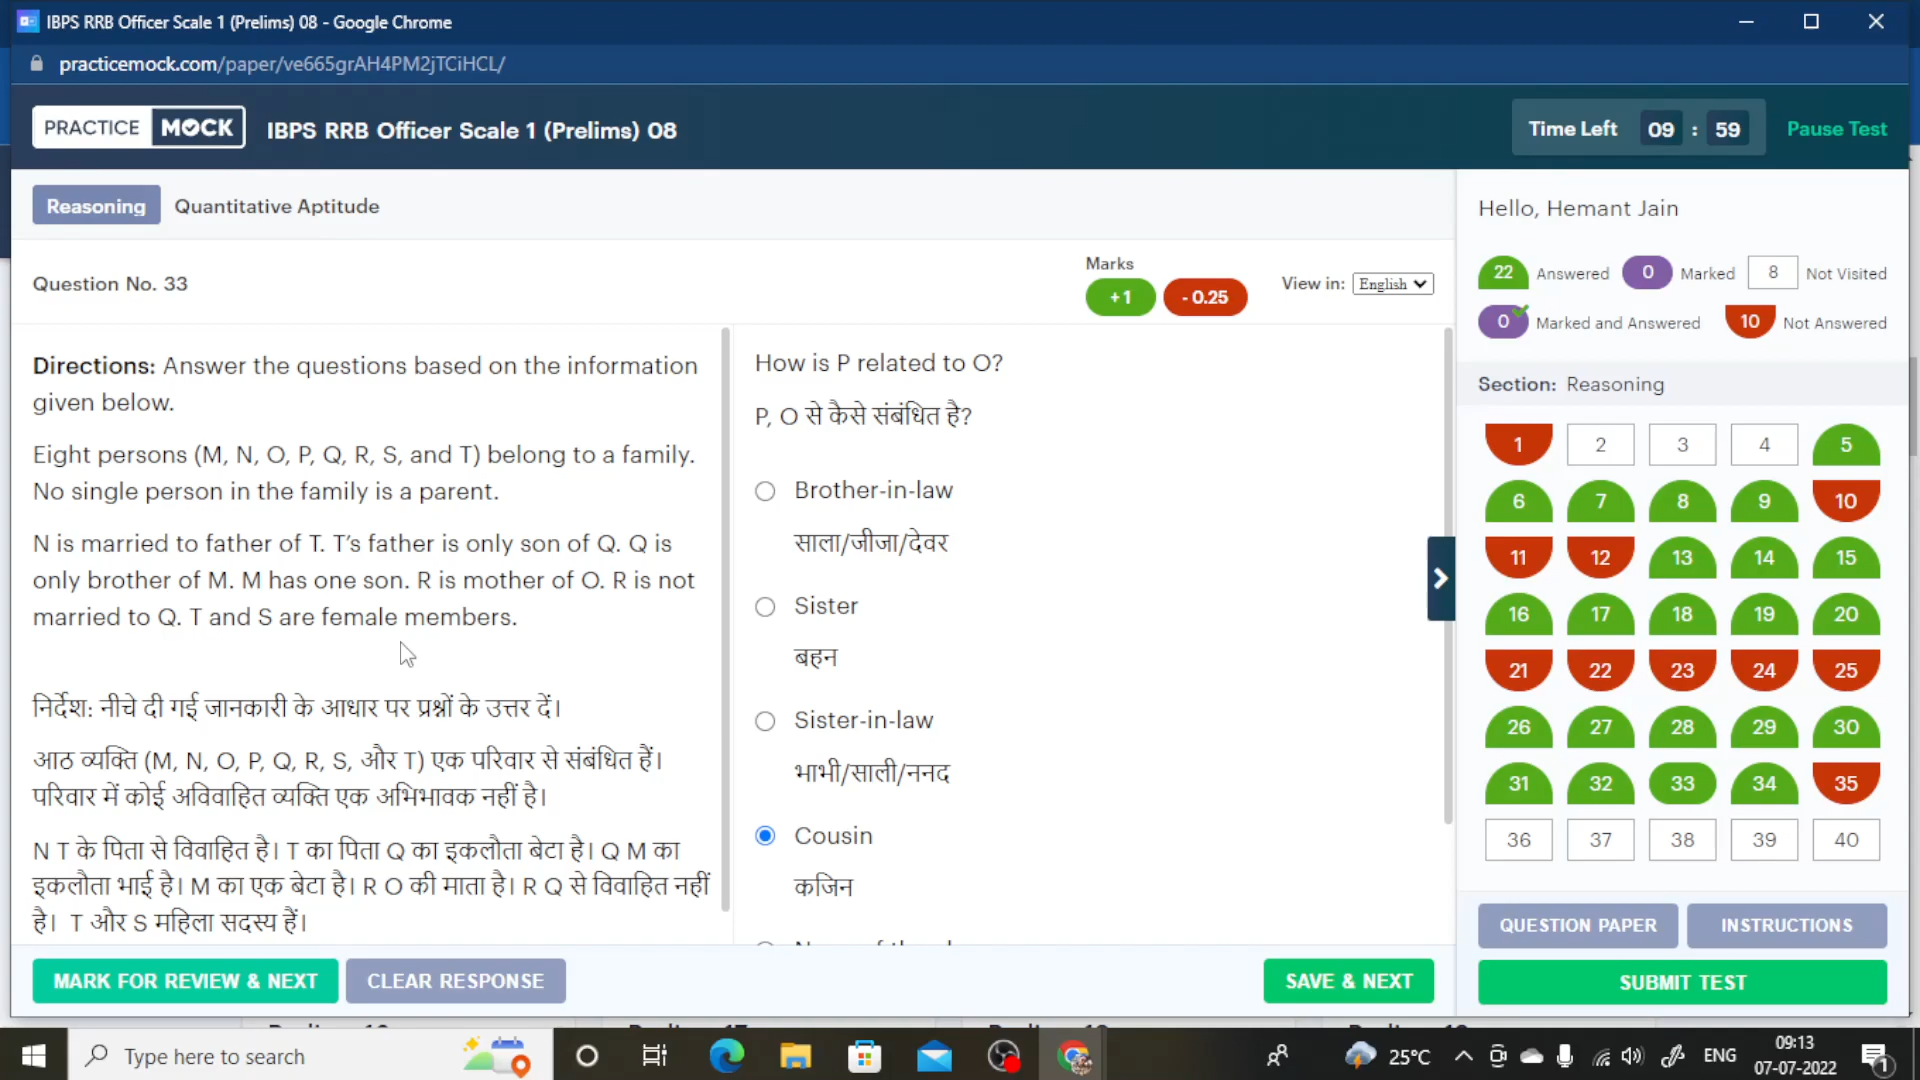 IBPS RRB Officer Scale 1 (Prelims) 08 - Google Chrome
practicemock.com/paper/ve665grAH4PM2jTCiHCL/
PRACTICE MOCK
IBPS RRB Officer Scale 1 (Prelims) 08
Time Left 09 : 59
Pause Test
Reasoning
Quantitative Aptitude
Question No. 33
Marks
+1
- 0.25
View in: English
Directions: Answer the questions based on the information
given below.
Eight persons (M, N, O, P, Q, R, S, and T) belong to a family.
No single person in the family is a parent.
N is married to father of T. T's father is only son of Q. Q is
only brother of M. M has one son. R is mother of O. R is not
married to Q. T and S are female members.
निर्देश: नीचे दी गई जानकारी के आधार पर प्रश्नों के उत्तर दें।
आठ व्यक्ति (M, N, O, P, Q, R, S, और T) एक परिवार से संबंधित हैं।
परिवार में कोई अविवाहित व्यक्ति एक अभिभावक नहीं है।
N T के पिता से विवाहित है। T का पिता Q का इकलौता बेटा है। Q M का
इकलौता भाई है। M का एक बेटा है। R O की माता है। R Q से विवाहित नहीं
है। T और S महिला सदस्य हैं।
How is P related to O?
P, O से कैसे संबंधित है?
Brother-in-law
साला/जीजा/देवर
Sister
बहन
Sister-in-law
भाभी/साली/ननद
Cousin
कजिन
MARK FOR REVIEW & NEXT
CLEAR RESPONSE
SAVE & NEXT
Hello, Hemant Jain
22 Answered
0 Marked
8 Not Visited
0 Marked and Answered
10 Not Answered
Section: Reasoning
1 2 3 4 5
6 7 8 9 10
11 12 13 14 15
16 17 18 19 20
21 22 23 24 25
26 27 28 29 30
31 32 33 34 35
36 37 38 39 40
QUESTION PAPER
INSTRUCTIONS
SUBMIT TEST
Type here to search
25°C
ENG
09:13
07-07-2022
1